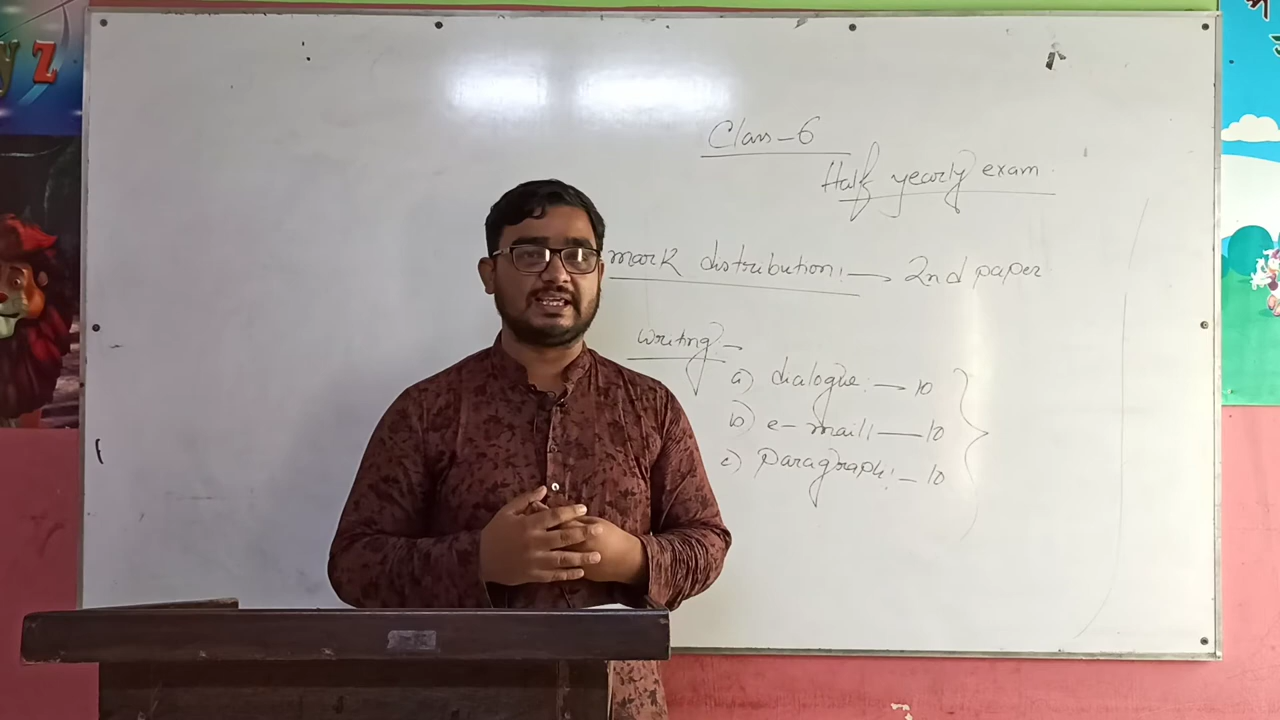 y z
Class-6
Half yearly exam.
mark distribution: — 2nd paper
writing: -
a) dialogue: — 10
b) e-mail: — 10
c) Paragraph: — 10